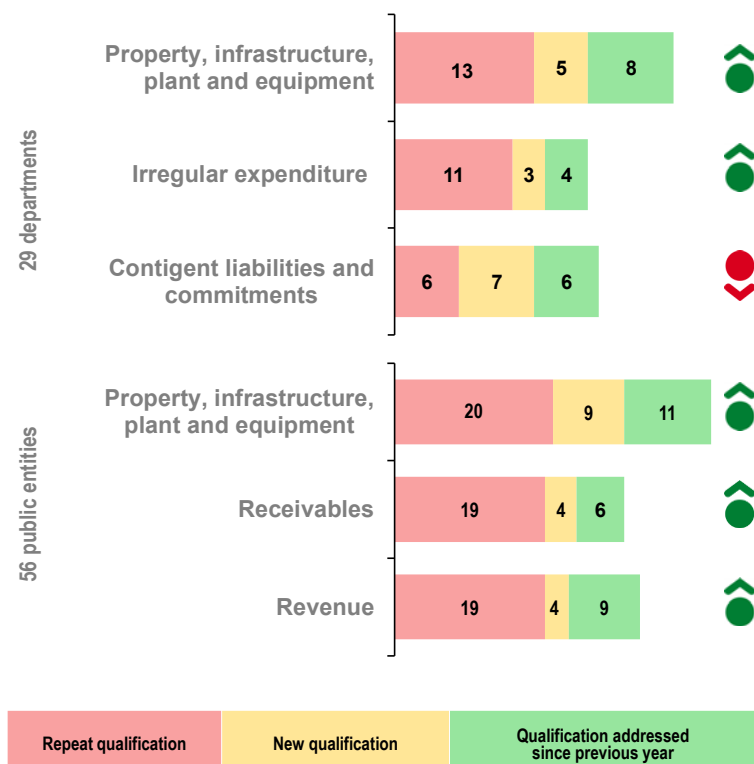 29 departments
Property, infrastructure,
plant and equipment
13 5 8
Irregular expenditure
11 3 4
Contigent liabilities and
commitments
6 7 6
56 public entities
Property, infrastructure,
plant and equipment
20 9 11
Receivables
19 4 6
Revenue
19 4 9
Repeat qualification
New qualification
Qualification addressed
since previous year